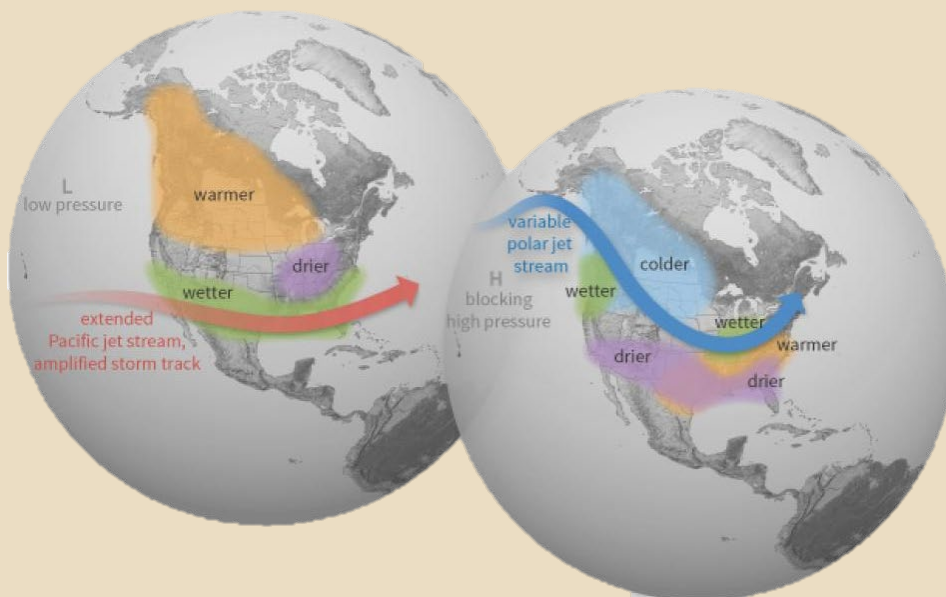 L
low pressure
warmer
drier
wetter
extended
Pacific jet stream,
amplified storm track
variable
polar jet
stream
H
blocking
high pressure
colder
wetter
wetter
warmer
drier
drier